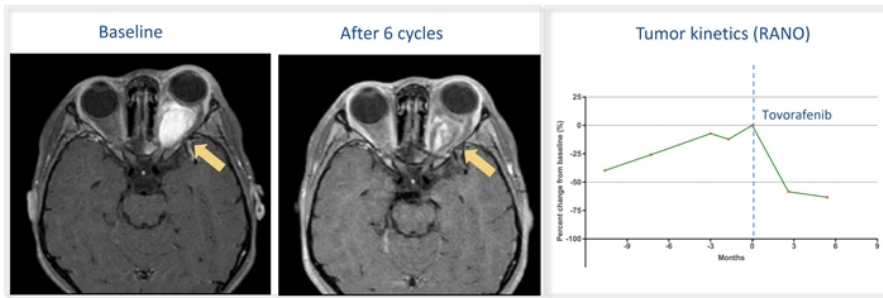 Baseline
After 6 cycles
Tumor kinetics (RANO)
Tovorafenib
Percent change from baseline (%)
25
0
-25
-50
-75
-100
-9
-6
-3
0
3
6
9
Months